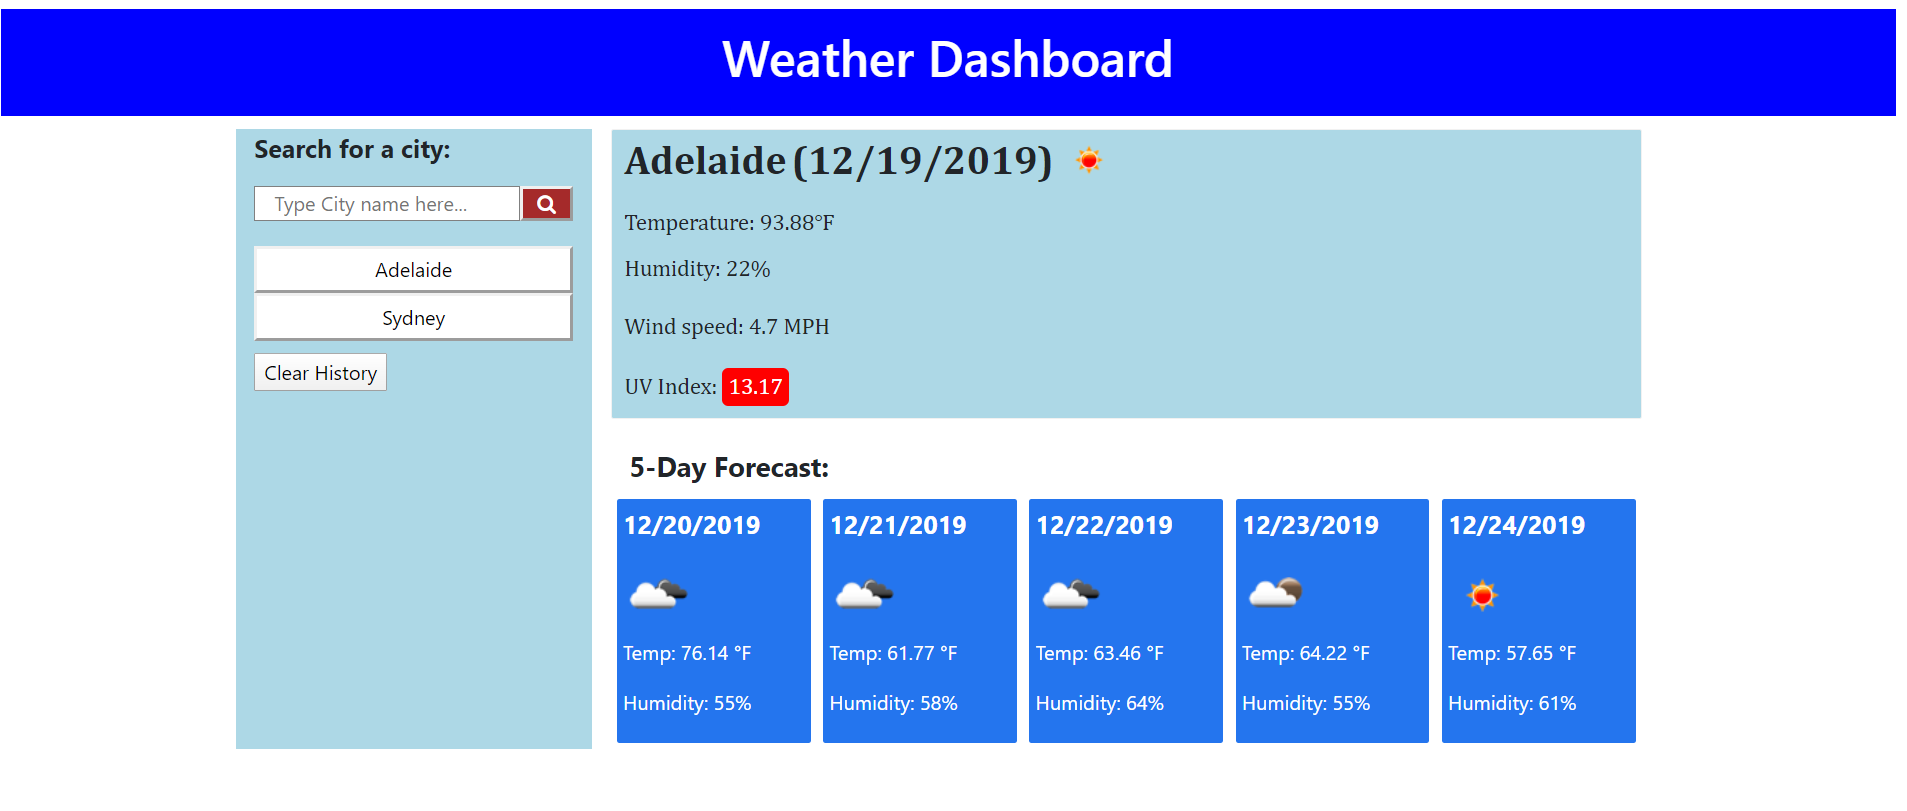 Weather Dashboard
Search for a city:
Type City name here...
Adelaide
Sydney
Clear History
Adelaide (12/19/2019)
Temperature: 93.88°F
Humidity: 22%
Wind speed: 4.7 MPH
UV Index: 13.17
5-Day Forecast:
12/20/2019
Temp: 76.14 °F
Humidity: 55%
12/21/2019
Temp: 61.77 °F
Humidity: 58%
12/22/2019
Temp: 63.46 °F
Humidity: 64%
12/23/2019
Temp: 64.22 °F
Humidity: 55%
12/24/2019
Temp: 57.65 °F
Humidity: 61%